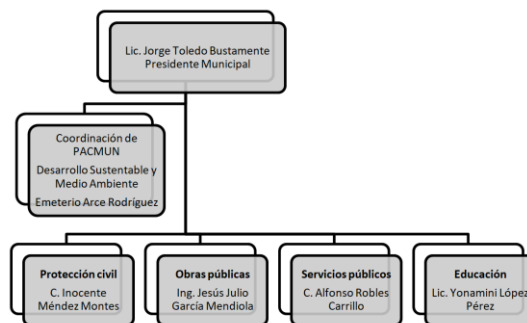 Lic. Jorge Toledo Bustamente
Presidente Municipal
Coordinación de
PACMUN
Desarrollo Sustentable y
Medio Ambiente
Emeterio Arce Rodríguez
Protección civil
C. Inocente
Méndez Montes
Obras públicas
Ing. Jesús Julio
García Mendiola
Servicios públicos
C. Alfonso Robles
Carrillo
Educación
Lic. Yonamini López
Pérez